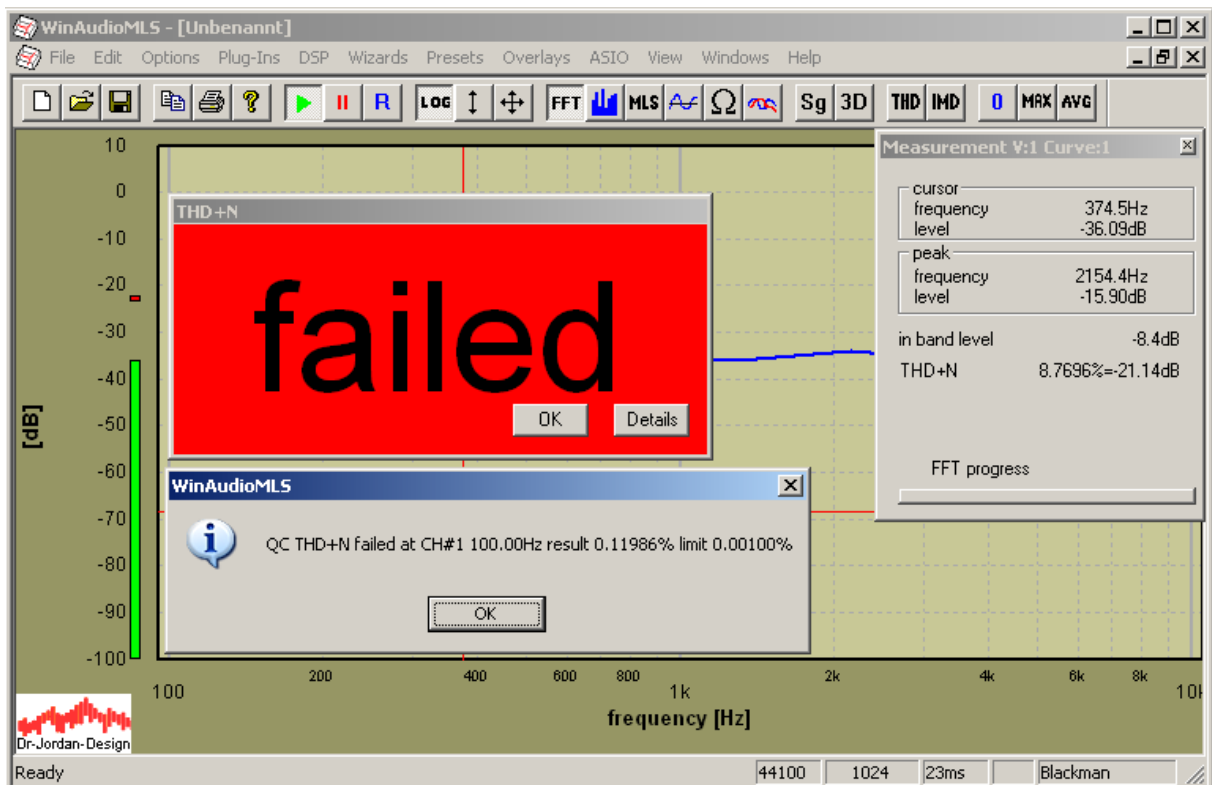 WinAudioMLS - [Unbenannt]
File Edit Options Plug-Ins DSP Wizards Presets Overlays ASIO View Windows Help
R LOG FFT MLS Ω Sg 3D THD IMD 0 MAX AVG
Measurement V:1 Curve:1
cursor
frequency 374.5Hz
level -36.09dB
peak
frequency 2154.4Hz
level -15.90dB
in band level -8.4dB
THD+N 8.7696%=-21.14dB
FFT progress
10
0
-10
-20
-30
-40
-50
-60
-70
-80
-90
-100
[dB]
THD+N
failed
OK Details
WinAudioMLS
QC THD+N failed at CH#1 100.00Hz result 0.11986% limit 0.00100%
OK
100 200 400 600 800 1k 2k 4k 6k 8k 10k
frequency [Hz]
Dr-Jordan-Design
Ready 44100 1024 23ms Blackman